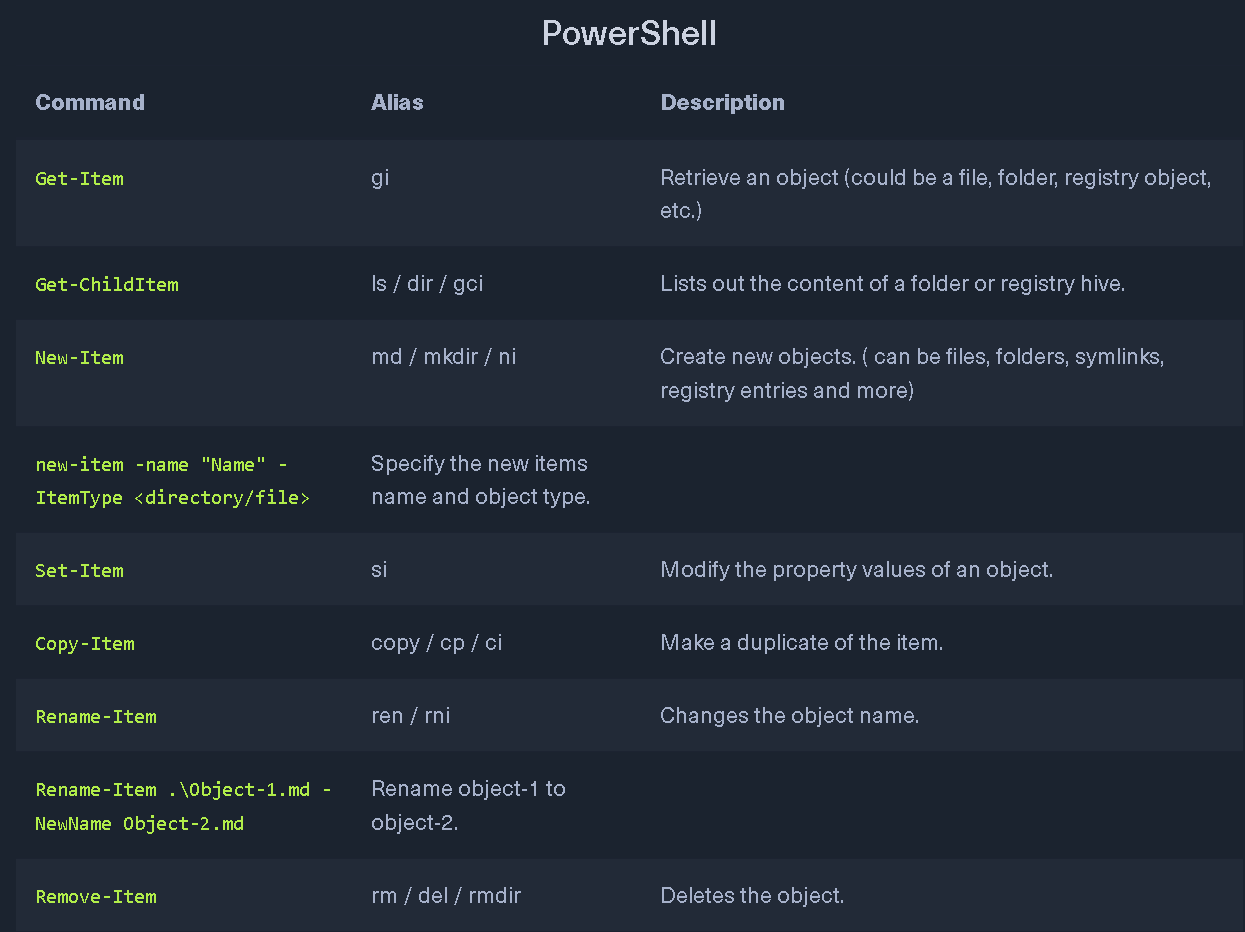 PowerShell
Command Alias Description
Get-Item gi Retrieve an object (could be a file, folder, registry object,
etc.)
Get-ChildItem ls / dir / gci Lists out the content of a folder or registry hive.
New-Item md / mkdir / ni Create new objects. ( can be files, folders, symlinks,
registry entries and more)
new-item -name "Name" - Specify the new items
ItemType <directory/file> name and object type.
Set-Item si Modify the property values of an object.
Copy-Item copy / cp / ci Make a duplicate of the item.
Rename-Item ren / rni Changes the object name.
Rename-Item .\Object-1.md - Rename object-1 to
NewName Object-2.md object-2.
Remove-Item rm / del / rmdir Deletes the object.